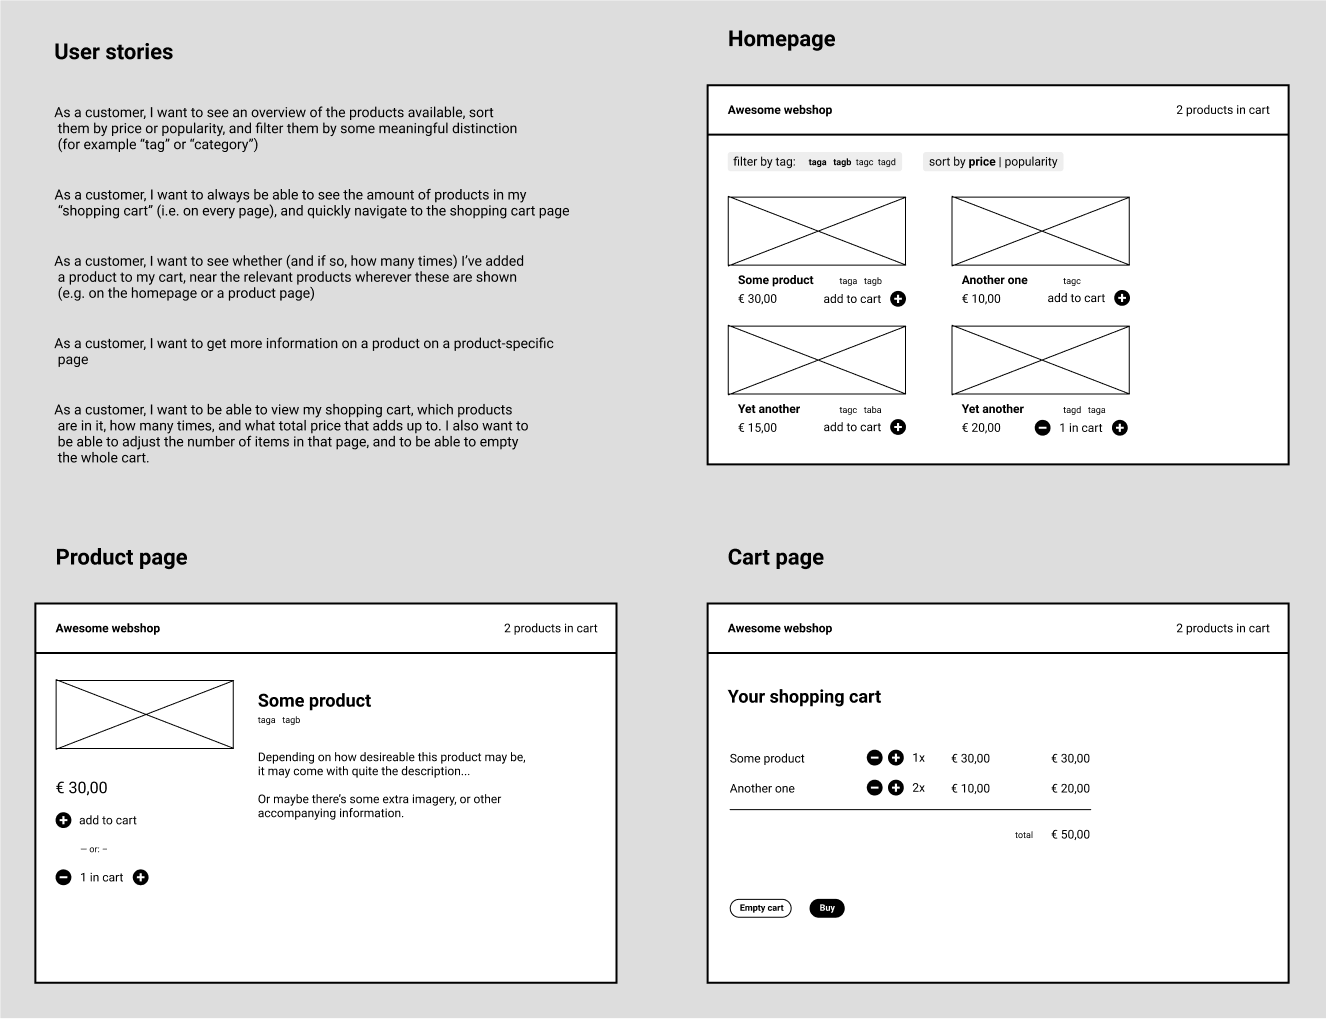 User stories
As a customer, I want to see an overview of the products available, sort
them by price or popularity, and filter them by some meaningful distinction
(for example “tag” or “category”)
As a customer, I want to always be able to see the amount of products in my
“shopping cart” (i.e. on every page), and quickly navigate to the shopping cart page
As a customer, I want to see whether (and if so, how many times) I’ve added
a product to my cart, near the relevant products wherever these are shown
(e.g. on the homepage or a product page)
As a customer, I want to get more information on a product on a product-specific
page
As a customer, I want to be able to view my shopping cart, which products
are in it, how many times, and what total price that adds up to. I also want to
be able to adjust the number of items in that page, and to be able to empty
the whole cart.
Homepage
Awesome webshop 2 products in cart
filter by tag: taga tagb tagc tagd sort by price | popularity
Some product taga tagb Another one tagc
€ 30,00 add to cart € 10,00 add to cart
Yet another tagc taba Yet another tagd taga
€ 15,00 add to cart € 20,00 1 in cart
Product page
Awesome webshop 2 products in cart
Some product
taga tagb
Depending on how desireable this product may be,
it may come with quite the description...
Or maybe there’s some extra imagery, or other
accompanying information.
€ 30,00
add to cart
— or: –
1 in cart
Cart page
Awesome webshop 2 products in cart
Your shopping cart
Some product 1x € 30,00 € 30,00
Another one 2x € 10,00 € 20,00
total € 50,00
Empty cart Buy